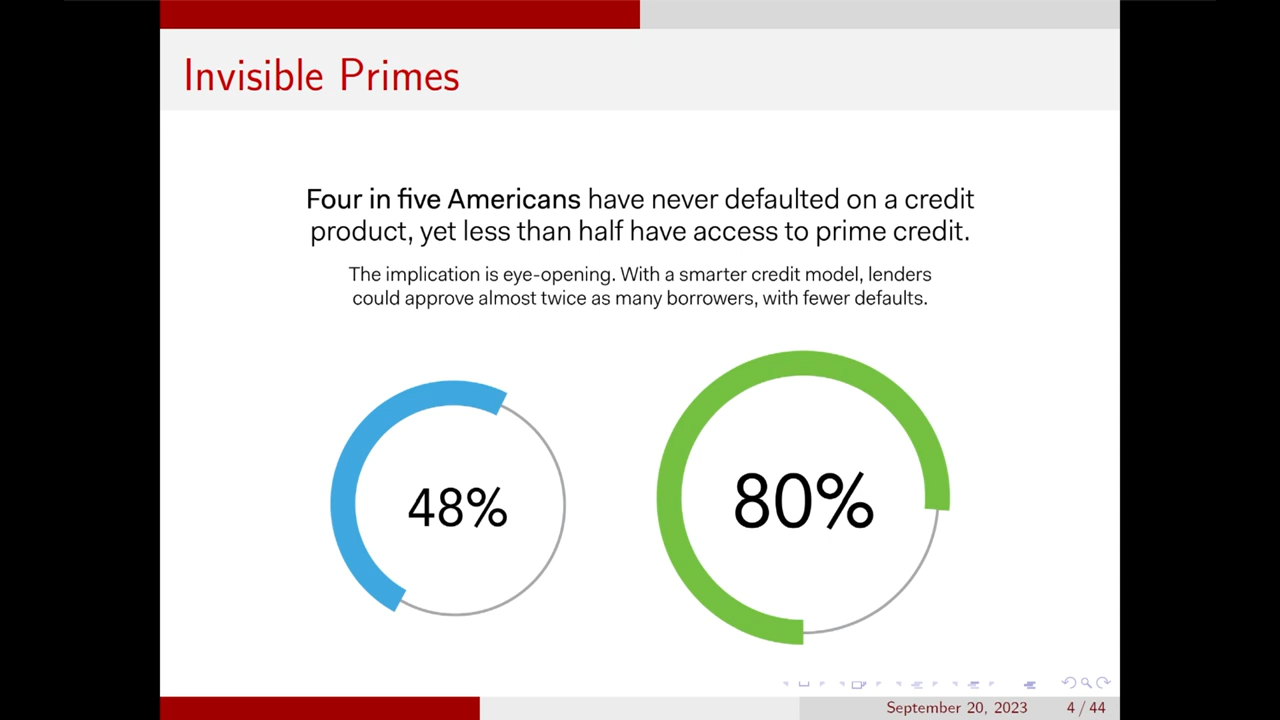 Invisible Primes
Four in five Americans have never defaulted on a credit
product, yet less than half have access to prime credit.
The implication is eye-opening. With a smarter credit model, lenders
could approve almost twice as many borrowers, with fewer defaults.
48%
80%
September 20, 2023
4 / 44